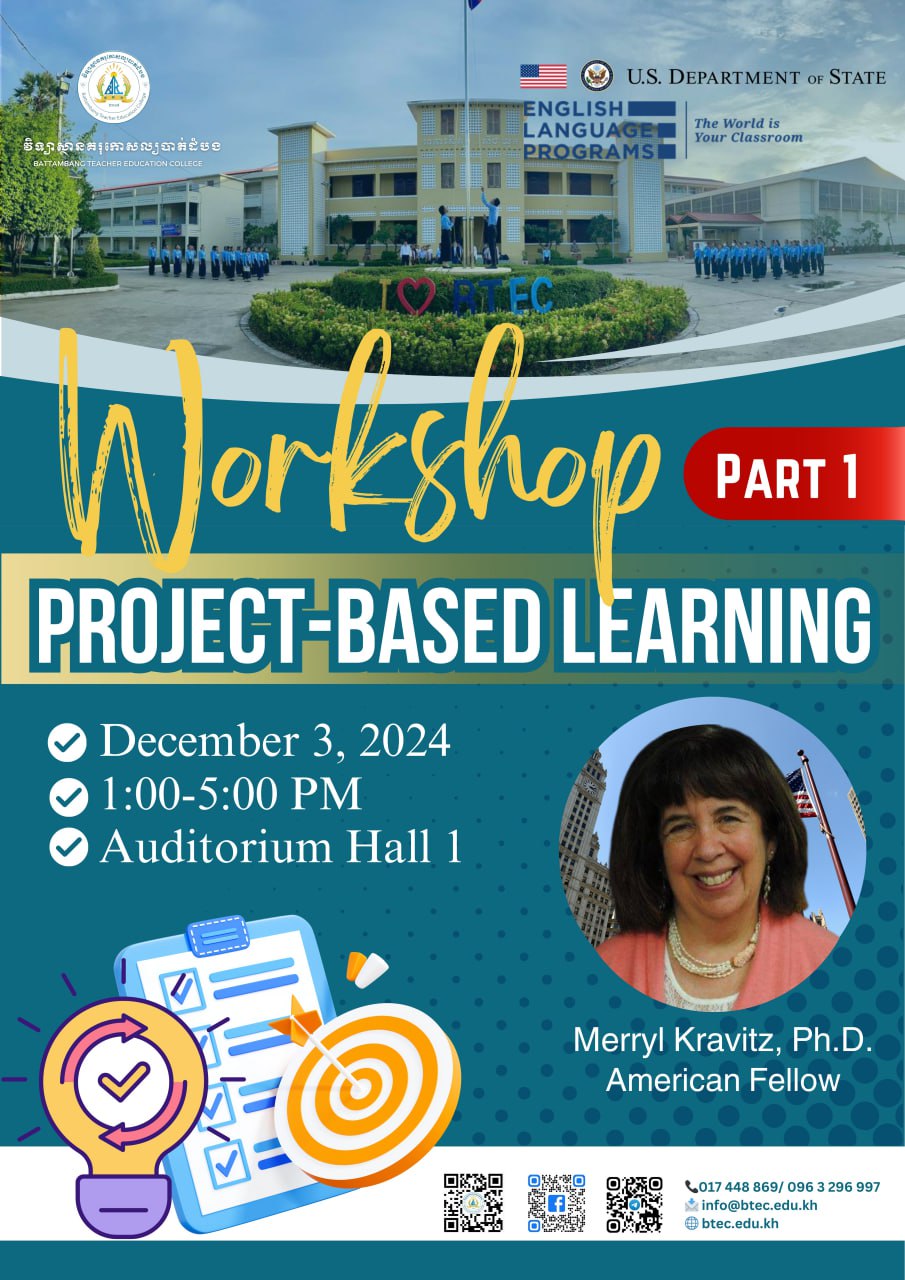 វិទ្យាស្ថានគរុកោសល្យបាត់ដំបង
BATTAMBANG TEACHER EDUCATION COLLEGE
U.S. DEPARTMENT OF STATE
ENGLISH
LANGUAGE
PROGRAMS
The World is
Your Classroom
I ❤ BTEC
Workshop
PART 1
PROJECT-BASED LEARNING
December 3, 2024
1:00-5:00 PM
Auditorium Hall 1
Merryl Kravitz, Ph.D.
American Fellow
017 448 869/ 096 3 296 997
info@btec.edu.kh
btec.edu.kh